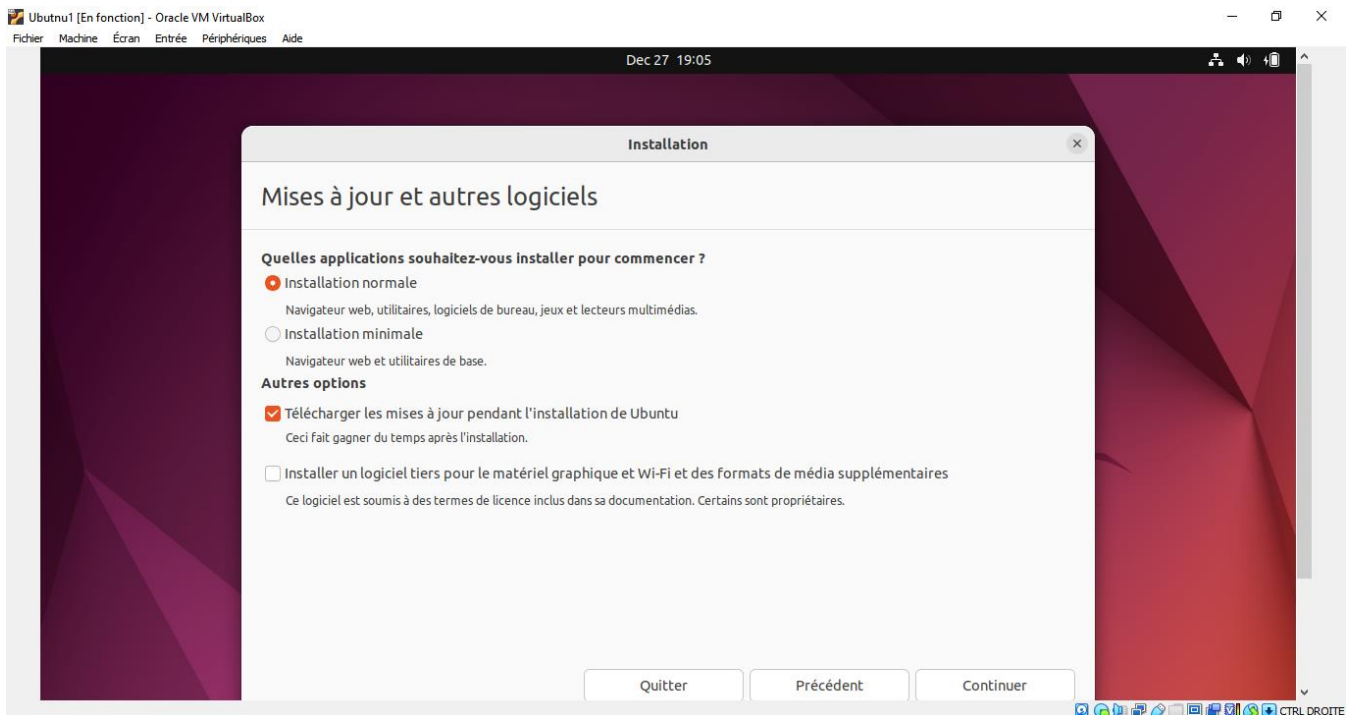 Ubutnu1 [En fonction] - Oracle VM VirtualBox
Fichier Machine Écran Entrée Périphériques Aide
Dec 27 19:05
Installation
Mises à jour et autres logiciels
Quelles applications souhaitez-vous installer pour commencer ?
Installation normale
Navigateur web, utilitaires, logiciels de bureau, jeux et lecteurs multimédias.
Installation minimale
Navigateur web et utilitaires de base.
Autres options
Télécharger les mises à jour pendant l'installation de Ubuntu
Ceci fait gagner du temps après l'installation.
Installer un logiciel tiers pour le matériel graphique et Wi-Fi et des formats de média supplémentaires
Ce logiciel est soumis à des termes de licence inclus dans sa documentation. Certains sont propriétaires.
Quitter Précédent Continuer
CTRL DROITE